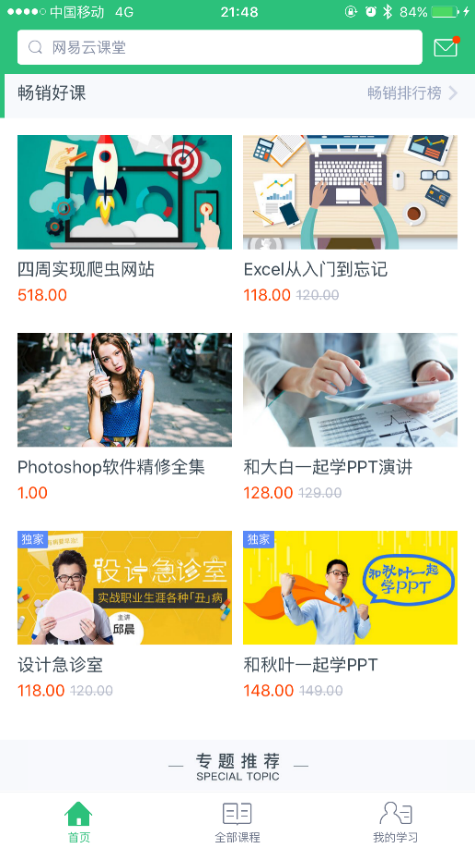 中国移动 4G 21:48 84%
网易云课堂
畅销好课 畅销排行榜
四周实现爬虫网站
518.00
Excel从入门到忘记
118.00 120.00
Photoshop软件精修全集
1.00
和大白一起学PPT演讲
128.00 129.00
独家
设计急诊室
实战职业生涯各种「丑」病
主讲
邱晨
设计急诊室
118.00 120.00
独家
和秋叶一起
学PPT
和秋叶一起学PPT
148.00 149.00
专题推荐
SPECIAL TOPIC
首页 全部课程 我的学习